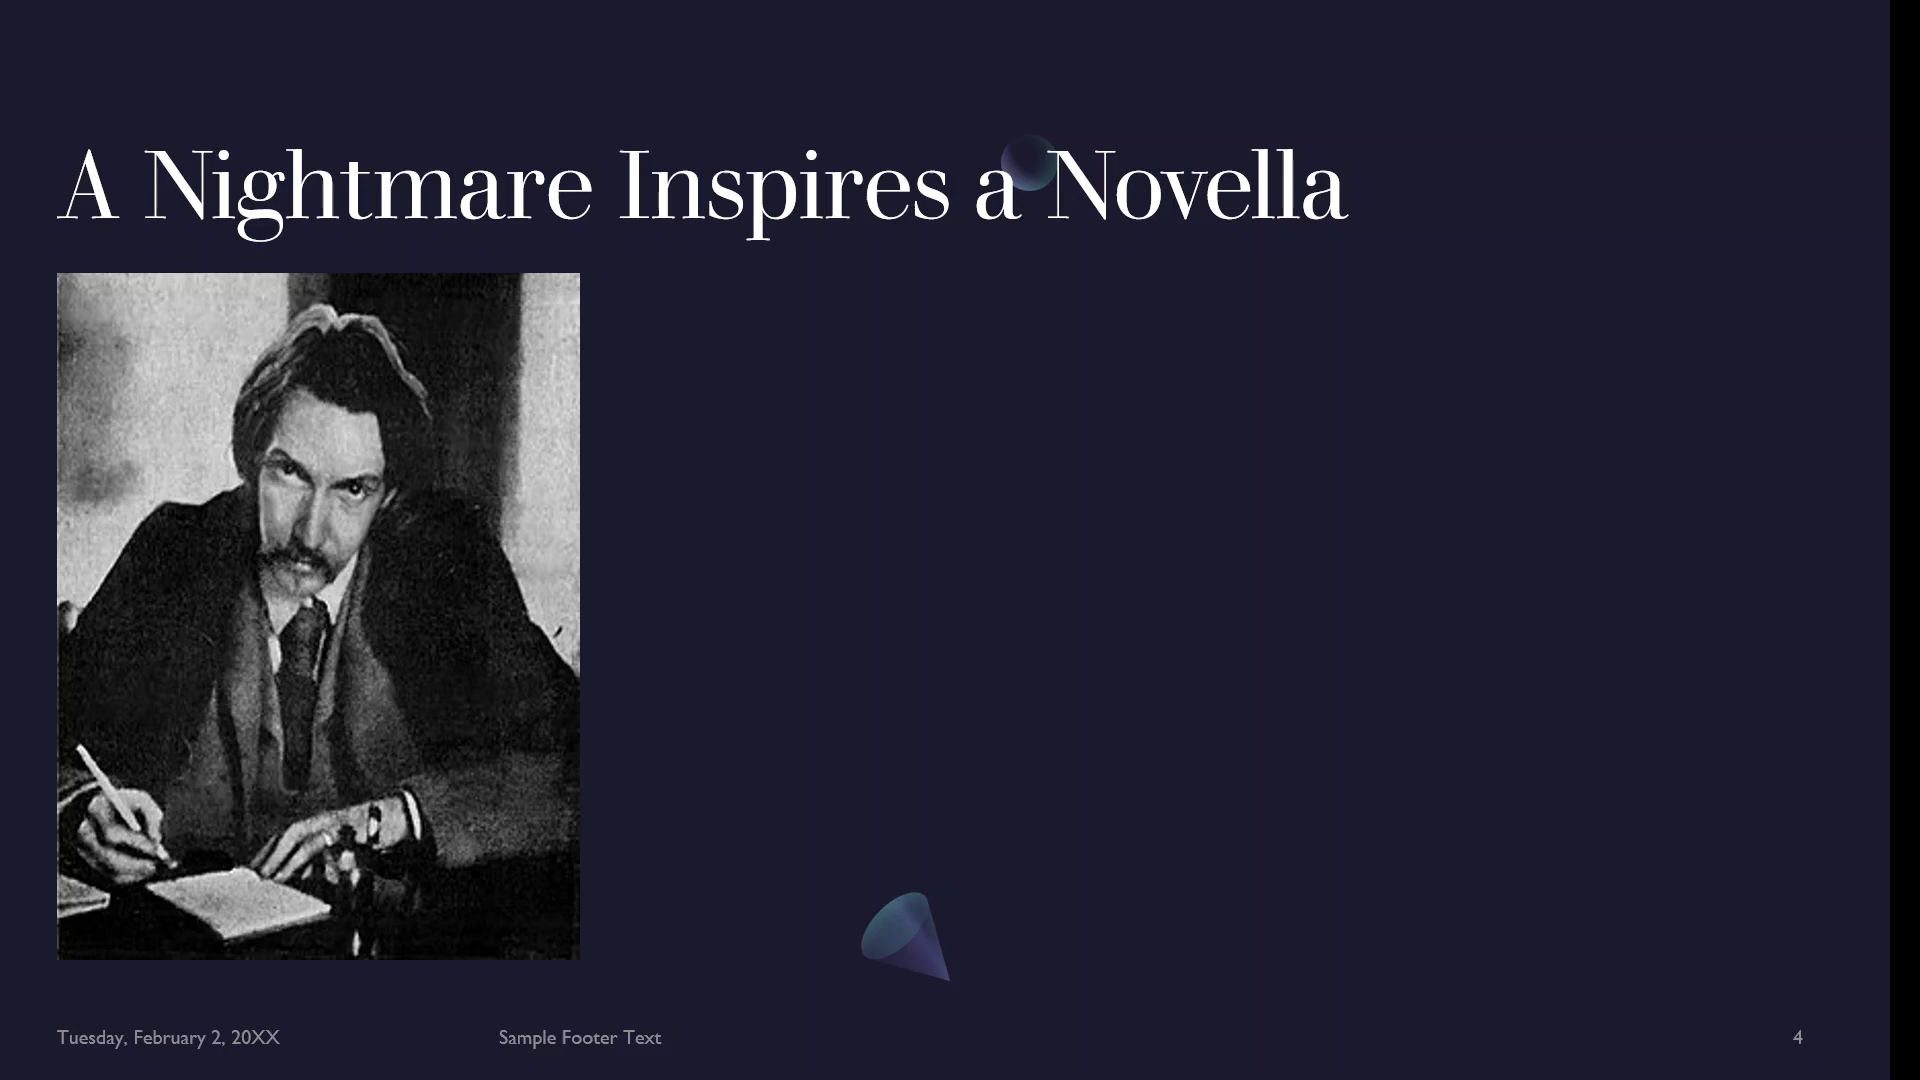 A Nightmare Inspires a Novella
Tuesday, February 2, 20XX
Sample Footer Text
4